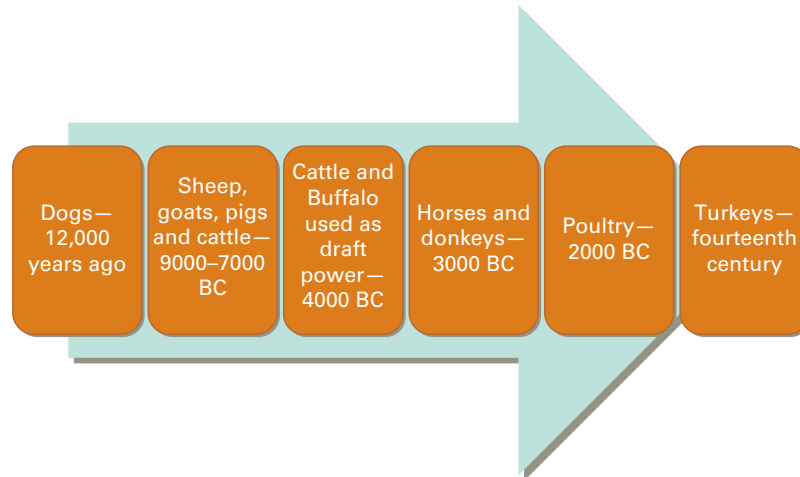 Dogs—
12,000
years ago
Sheep,
goats, pigs
and cattle—
9000–7000
BC
Cattle and
Buffalo
used as
draft
power—
4000 BC
Horses and
donkeys—
3000 BC
Poultry—
2000 BC
Turkeys—
fourteenth
century